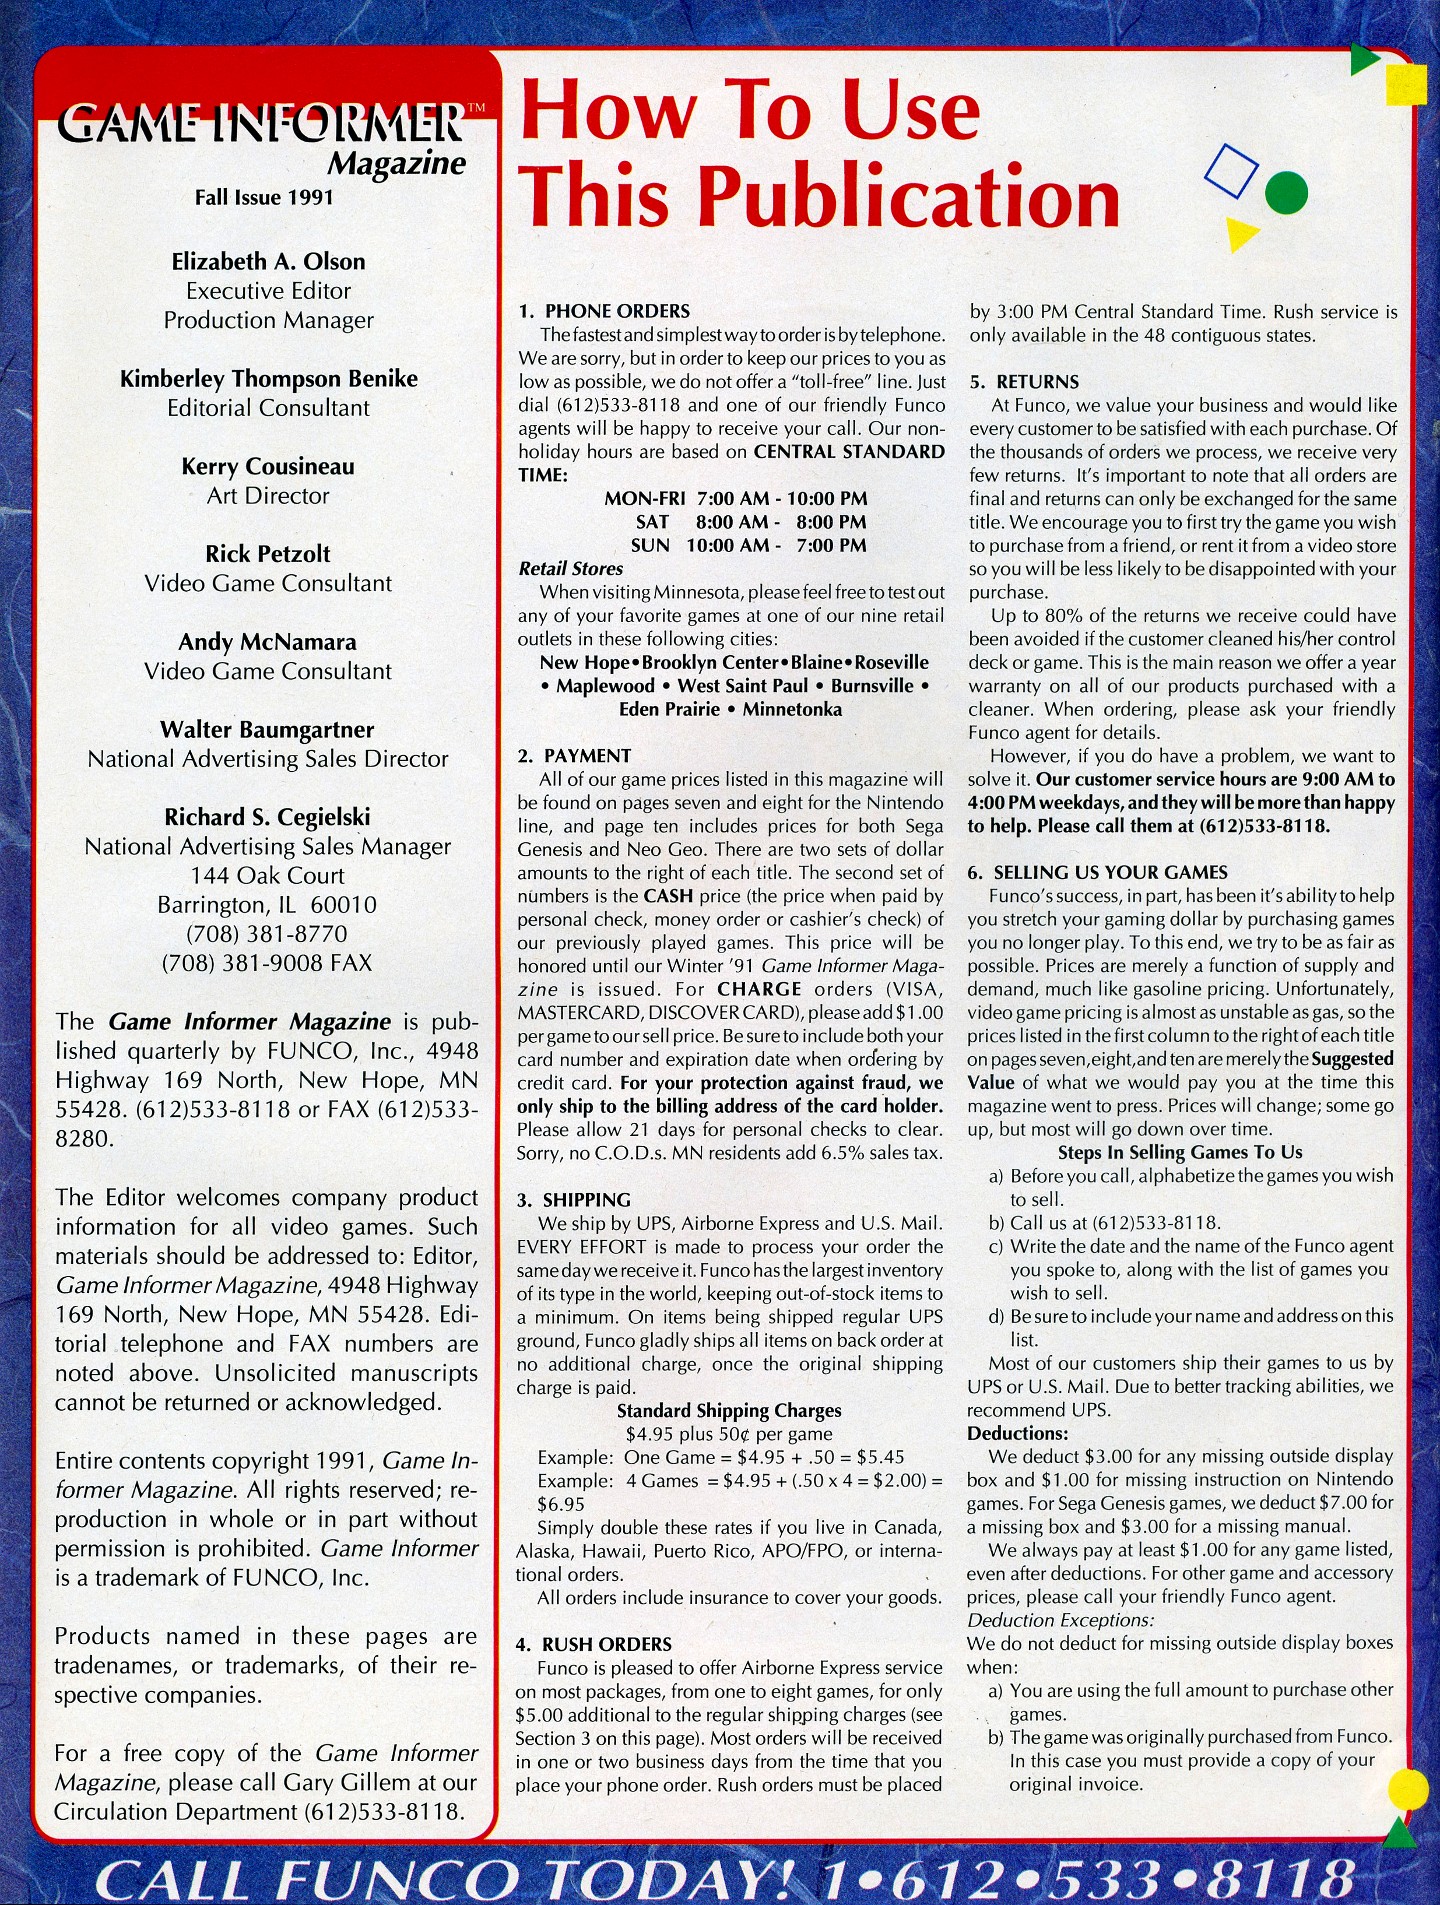 GAME INFORMER™
Magazine
Fall Issue 1991
Elizabeth A. Olson
Executive Editor
Production Manager
Kimberley Thompson Benike
Editorial Consultant
Kerry Cousineau
Art Director
Rick Petzolt
Video Game Consultant
Andy McNamara
Video Game Consultant
Walter Baumgartner
National Advertising Sales Director
Richard S. Cegielski
National Advertising Sales Manager
144 Oak Court
Barrington, IL 60010
(708) 381-8770
(708) 381-9008 FAX
The Game Informer Magazine is pub-
lished quarterly by FUNCO, Inc., 4948
Highway 169 North, New Hope, MN
55428. (612)533-8118 or FAX (612)533-
8280.
The Editor welcomes company product
information for all video games. Such
materials should be addressed to: Editor,
Game Informer Magazine, 4948 Highway
169 North, New Hope, MN 55428. Edi-
torial telephone and FAX numbers are
noted above. Unsolicited manuscripts
cannot be returned or acknowledged.
Entire contents copyright 1991, Game In-
former Magazine. All rights reserved; re-
production in whole or in part without
permission is prohibited. Game Informer
is a trademark of FUNCO, Inc.
Products named in these pages are
tradenames, or trademarks, of their re-
spective companies.
For a free copy of the Game Informer
Magazine, please call Gary Gillem at our
Circulation Department (612)533-8118.
How To Use
This Publication
1. PHONE ORDERS
The fastest and simplest way to order is by telephone.
We are sorry, but in order to keep our prices to you as
low as possible, we do not offer a "toll-free" line. Just
dial (612)533-8118 and one of our friendly Funco
agents will be happy to receive your call. Our non-
holiday hours are based on CENTRAL STANDARD
TIME:
MON-FRI 7:00 AM - 10:00 PM
SAT 8:00 AM - 8:00 PM
SUN 10:00 AM - 7:00 PM
Retail Stores
When visiting Minnesota, please feel free to test out
any of your favorite games at one of our nine retail
outlets in these following cities:
New Hope•Brooklyn Center•Blaine•Roseville
• Maplewood • West Saint Paul • Burnsville •
Eden Prairie • Minnetonka
2. PAYMENT
All of our game prices listed in this magazine will
be found on pages seven and eight for the Nintendo
line, and page ten includes prices for both Sega
Genesis and Neo Geo. There are two sets of dollar
amounts to the right of each title. The second set of
numbers is the CASH price (the price when paid by
personal check, money order or cashier's check) of
our previously played games. This price will be
honored until our Winter '91 Game Informer Maga-
zine is issued. For CHARGE orders (VISA,
MASTERCARD, DISCOVER CARD), please add $1.00
per game to our sell price. Be sure to include both your
card number and expiration date when ordering by
credit card. For your protection against fraud, we
only ship to the billing address of the card holder.
Please allow 21 days for personal checks to clear.
Sorry, no C.O.D.s. MN residents add 6.5% sales tax.
3. SHIPPING
We ship by UPS, Airborne Express and U.S. Mail.
EVERY EFFORT is made to process your order the
same day we receive it. Funco has the largest inventory
of its type in the world, keeping out-of-stock items to
a minimum. On items being shipped regular UPS
ground, Funco gladly ships all items on back order at
no additional charge, once the original shipping
charge is paid.
Standard Shipping Charges
$4.95 plus 50¢ per game
Example: One Game = $4.95 + .50 = $5.45
Example: 4 Games = $4.95 + (.50 x 4 = $2.00) =
$6.95
Simply double these rates if you live in Canada,
Alaska, Hawaii, Puerto Rico, APO/FPO, or interna-
tional orders.
All orders include insurance to cover your goods.
4. RUSH ORDERS
Funco is pleased to offer Airborne Express service
on most packages, from one to eight games, for only
$5.00 additional to the regular shipping charges (see
Section 3 on this page). Most orders will be received
in one or two business days from the time that you
place your phone order. Rush orders must be placed
by 3:00 PM Central Standard Time. Rush service is
only available in the 48 contiguous states.
5. RETURNS
At Funco, we value your business and would like
every customer to be satisfied with each purchase. Of
the thousands of orders we process, we receive very
few returns. It's important to note that all orders are
final and returns can only be exchanged for the same
title. We encourage you to first try the game you wish
to purchase from a friend, or rent it from a video store
so you will be less likely to be disappointed with your
purchase.
Up to 80% of the returns we receive could have
been avoided if the customer cleaned his/her control
deck or game. This is the main reason we offer a year
warranty on all of our products purchased with a
cleaner. When ordering, please ask your friendly
Funco agent for details.
However, if you do have a problem, we want to
solve it. Our customer service hours are 9:00 AM to
4:00 PM weekdays, and they will be more than happy
to help. Please call them at (612)533-8118.
6. SELLING US YOUR GAMES
Funco's success, in part, has been it's ability to help
you stretch your gaming dollar by purchasing games
you no longer play. To this end, we try to be as fair as
possible. Prices are merely a function of supply and
demand, much like gasoline pricing. Unfortunately,
video game pricing is almost as unstable as gas, so the
prices listed in the first column to the right of each title
on pages seven,eight,and ten are merely the Suggested
Value of what we would pay you at the time this
magazine went to press. Prices will change; some go
up, but most will go down over time.
Steps In Selling Games To Us
a) Before you call, alphabetize the games you wish
to sell.
b) Call us at (612)533-8118.
c) Write the date and the name of the Funco agent
you spoke to, along with the list of games you
wish to sell.
d) Be sure to include your name and address on this
list.
Most of our customers ship their games to us by
UPS or U.S. Mail. Due to better tracking abilities, we
recommend UPS.
Deductions:
We deduct $3.00 for any missing outside display
box and $1.00 for missing instruction on Nintendo
games. For Sega Genesis games, we deduct $7.00 for
a missing box and $3.00 for a missing manual.
We always pay at least $1.00 for any game listed,
even after deductions. For other game and accessory
prices, please call your friendly Funco agent.
Deduction Exceptions:
We do not deduct for missing outside display boxes
when:
a) You are using the full amount to purchase other
games.
b) The game was originally purchased from Funco.
In this case you must provide a copy of your
original invoice.
CALL FUNCO TODAY! 1•612•533•8118